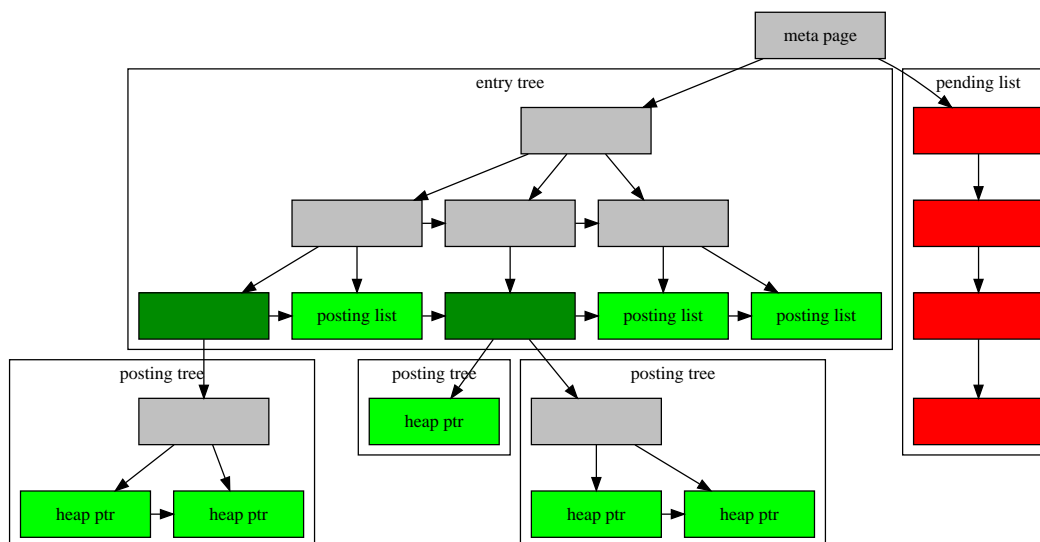 meta page
entry tree
pending list
posting list
posting list
posting list
posting tree
posting tree
posting tree
heap ptr
heap ptr
heap ptr
heap ptr
heap ptr